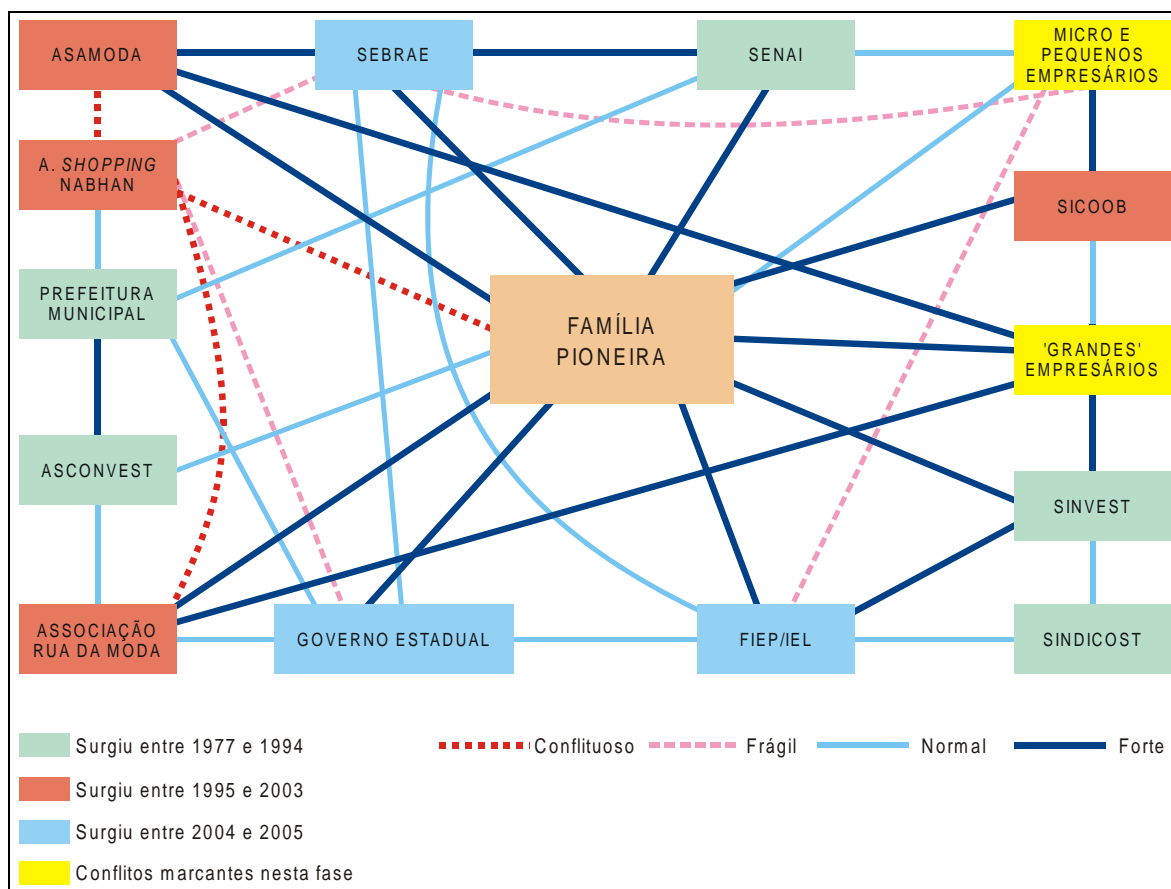 ASAMODA
SEBRAE
SENAI
MICRO E
PEQUENOS
EMPRESÁRIOS
A. SHOPPING
NABHAN
SICOOB
PREFEITURA
MUNICIPAL
FAMÍLIA
PIONEIRA
'GRANDES'
EMPRESÁRIOS
ASCONVEST
SINVEST
ASSOCIAÇÃO
RUA DA MODA
GOVERNO ESTADUAL
FIEP/IEL
SINDICOST
Surgiu entre 1977 e 1994
Conflituoso
Frágil
Normal
Forte
Surgiu entre 1995 e 2003
Surgiu entre 2004 e 2005
Conflitos marcantes nesta fase